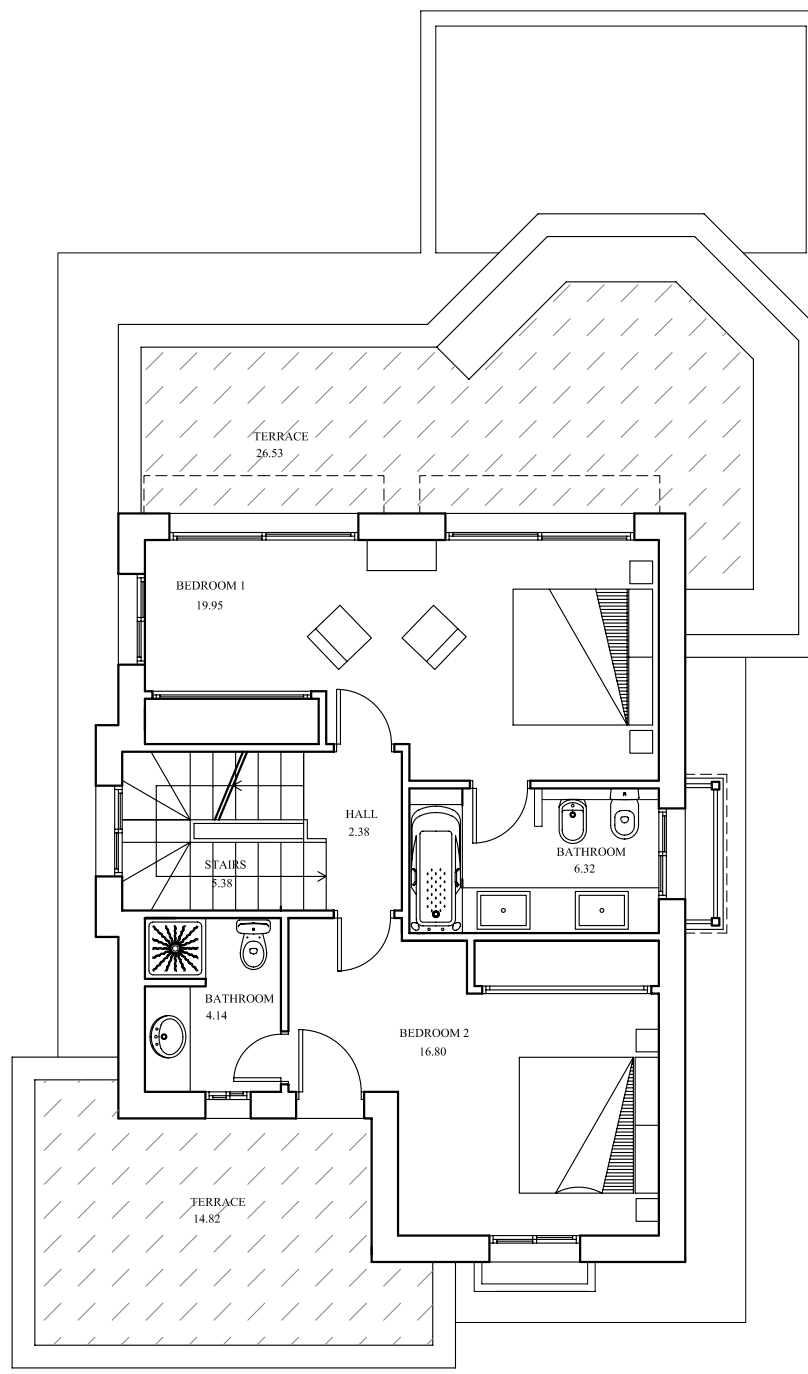 TERRACE
26.53
BEDROOM 1
19.95
HALL
2.38
BATHROOM
6.32
STAIRS
5.38
BATHROOM
4.14
BEDROOM 2
16.80
TERRACE
14.82